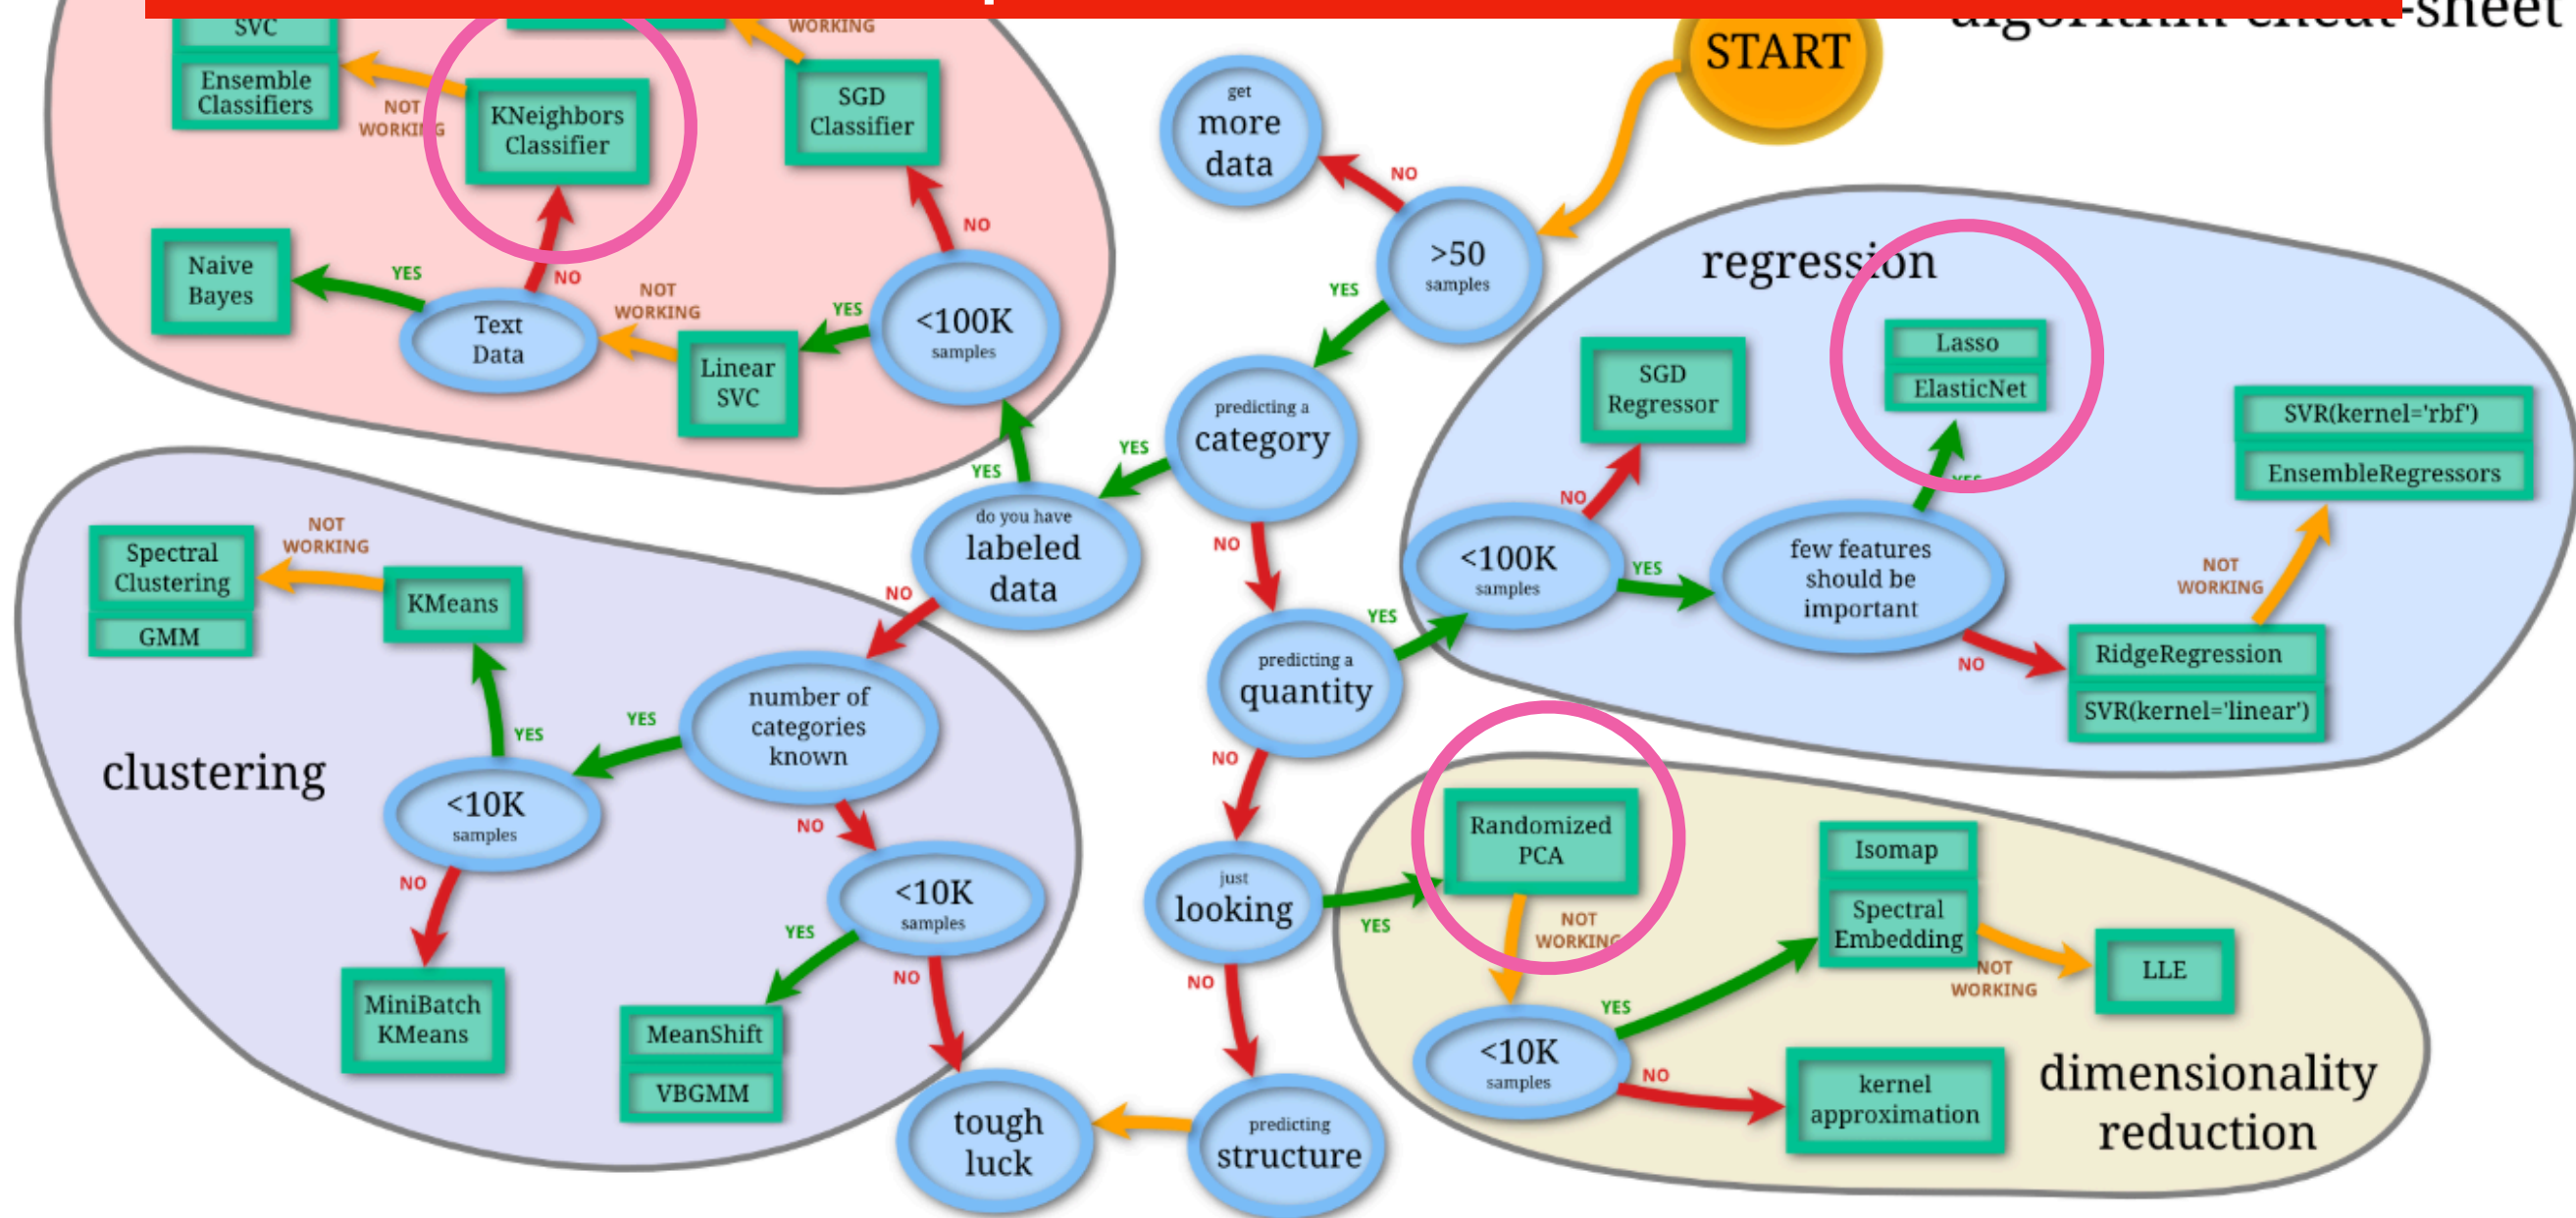 algorithm cheat-sheet
START
SVC
Ensemble
Classifiers
NOT
WORKING
KNeighbors
Classifier
WORKING
SGD
Classifier
NO
Naive
Bayes
YES
Text
Data
NO
NOT
WORKING
Linear
SVC
YES
<100K
samples
YES
get
more
data
NO
>50
samples
YES
predicting a
category
YES
NO
do you have
labeled
data
NO
regression
SGD
Regressor
NO
<100K
samples
YES
Lasso
ElasticNet
YES
few features
should be
important
NO
SVR(kernel='rbf')
EnsembleRegressors
NOT
WORKING
RidgeRegression
SVR(kernel='linear')
YES
predicting a
quantity
NO
Spectral
Clustering
GMM
NOT
WORKING
KMeans
YES
clustering
<10K
samples
NO
YES
number of
categories
known
NO
MiniBatch
KMeans
<10K
samples
YES
NO
MeanShift
VBGMM
just
looking
YES
NO
Randomized
PCA
NOT
WORKING
<10K
samples
YES
NO
Isomap
Spectral
Embedding
NOT
WORKING
LLE
kernel
approximation
dimensionality
reduction
tough
luck
predicting
structure